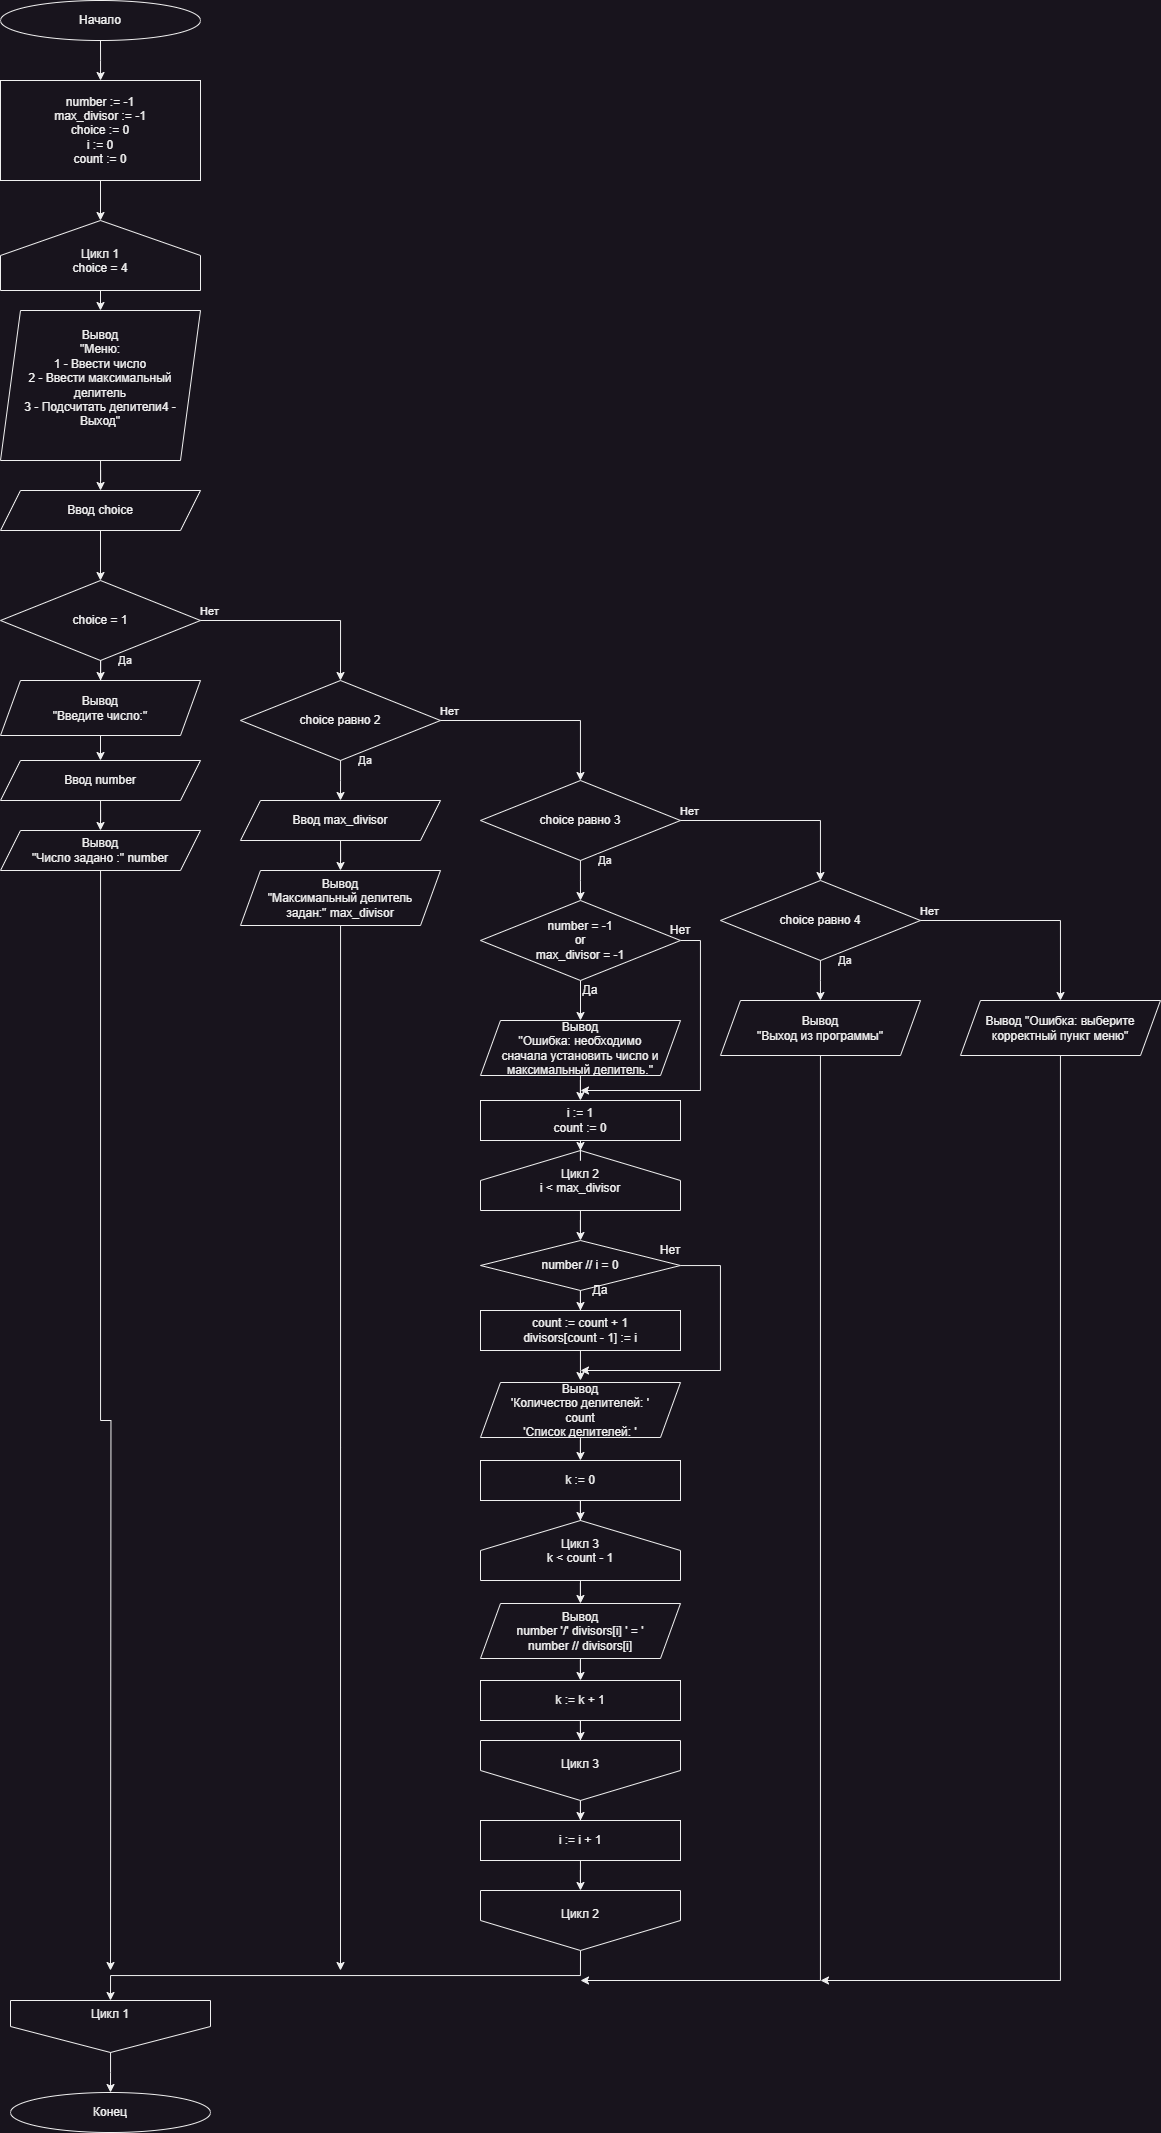 Начало
number := -1
max_divisor := -1
choice := 0
i := 0
count := 0
Цикл 1
choice = 4
Вывод
"Меню:
1 - Ввести число
2 - Ввести максимальный
делитель
3 - Подсчитать делители4 -
Выход"
Ввод choice
choice = 1
Нет
Да
Вывод
"Введите число:"
Ввод number
Вывод
"Число задано :" number
choice равно 2
Нет
Да
Ввод max_divisor
Вывод
"Максимальный делитель
задан:" max_divisor
choice равно 3
Нет
Да
number = -1
or
max_divisor = -1
Нет
Да
Вывод
"Ошибка: необходимо
сначала установить число и
максимальный делитель."
choice равно 4
Нет
Да
Вывод
"Выход из программы"
Вывод "Ошибка: выберите
корректный пункт меню"
i := 1
count := 0
Цикл 2
i < max_divisor
number // i = 0
Нет
Да
count := count + 1
divisors[count - 1] := i
Вывод
'Количество делителей: '
count
'Список делителей: '
k := 0
Цикл 3
k < count - 1
Вывод
number '/' divisors[i] ' = '
number // divisors[i]
k := k + 1
Цикл 3
i := i + 1
Цикл 2
Цикл 1
Конец